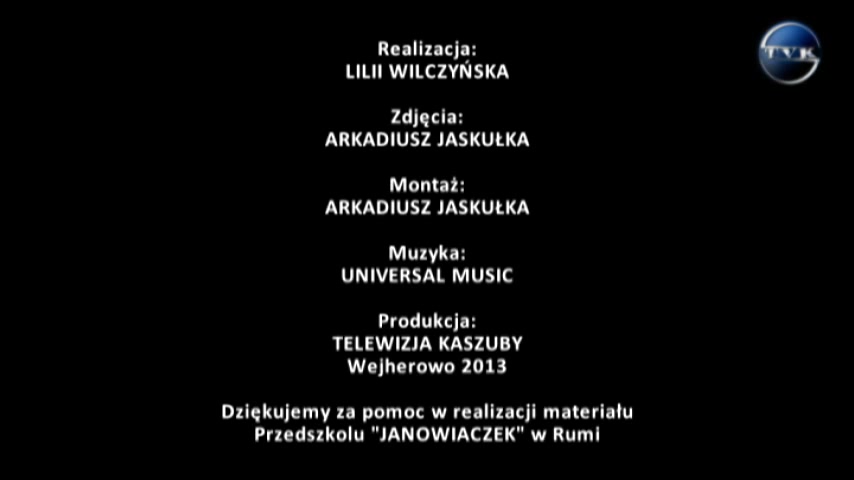 Realizacja:
LILII WILCZYŃSKA
Zdjęcia:
ARKADIUSZ JASKUŁKA
Montaż:
ARKADIUSZ JASKUŁKA
Muzyka:
UNIVERSAL MUSIC
Produkcja:
TELEWIZJA KASZUBY
Wejherowo 2013
Dziękujemy za pomoc w realizacji materiału
Przedszkolu "JANOWIACZEK" w Rumi
TVK